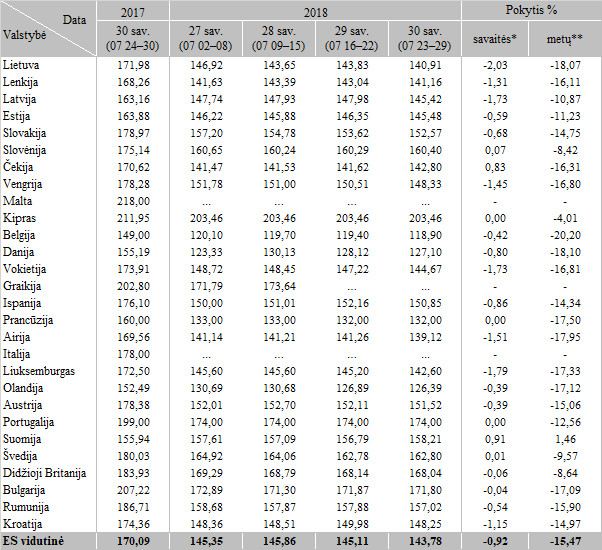 Data 2017 2018 Pokytis %
Valstybė 30 sav. (07 24–30) 27 sav. (07 02–08) 28 sav. (07 09–15) 29 sav. (07 16–22) 30 sav. (07 23–29) savaitės* metų**
Lietuva 171,98 146,92 143,65 143,83 140,91 -2,03 -18,07
Lenkija 168,26 141,63 143,39 143,04 141,16 -1,31 -16,11
Latvija 163,16 147,74 147,93 147,98 145,42 -1,73 -10,87
Estija 163,88 146,22 145,88 146,35 145,48 -0,59 -11,23
Slovakija 178,97 157,20 154,78 153,62 152,57 -0,68 -14,75
Slovėnija 175,14 160,65 160,24 160,29 160,40 0,07 -8,42
Čekija 170,62 141,47 141,53 141,62 142,80 0,83 -16,31
Vengrija 178,28 151,78 151,00 150,51 148,33 -1,45 -16,80
Malta 218,00 ... ... ... ... - -
Kipras 211,95 203,46 203,46 203,46 203,46 0,00 -4,01
Belgija 149,00 120,10 119,70 119,40 118,90 -0,42 -20,20
Danija 155,19 123,33 130,13 128,12 127,10 -0,80 -18,10
Vokietija 173,91 148,72 148,45 147,22 144,67 -1,73 -16,81
Graikija 202,80 171,79 173,64 ... ... - -
Ispanija 176,10 150,00 151,01 152,16 150,85 -0,86 -14,34
Prancūzija 160,00 133,00 133,00 132,00 132,00 0,00 -17,50
Airija 169,56 141,14 141,21 141,26 139,12 -1,51 -17,95
Italija 178,00 ... ... ... ... - -
Liuksemburgas 172,50 145,60 145,60 145,20 142,60 -1,79 -17,33
Olandija 152,49 130,69 130,68 126,89 126,39 -0,39 -17,12
Austrija 178,38 152,01 152,70 152,11 151,52 -0,39 -15,06
Portugalija 199,00 174,00 174,00 174,00 174,00 0,00 -12,56
Suomija 155,94 157,61 157,09 156,79 158,21 0,91 1,46
Švedija 180,03 164,92 164,06 162,78 162,80 0,01 -9,57
Didžioji Britanija 183,93 169,29 168,79 168,14 168,04 -0,06 -8,64
Bulgarija 207,22 172,89 171,30 171,87 171,80 -0,04 -17,09
Rumunija 186,71 158,68 157,87 157,88 157,02 -0,54 -15,90
Kroatija 174,36 148,36 148,51 149,98 148,25 -1,15 -14,97
ES vidutinė 170,09 145,35 145,86 145,11 143,78 -0,92 -15,47